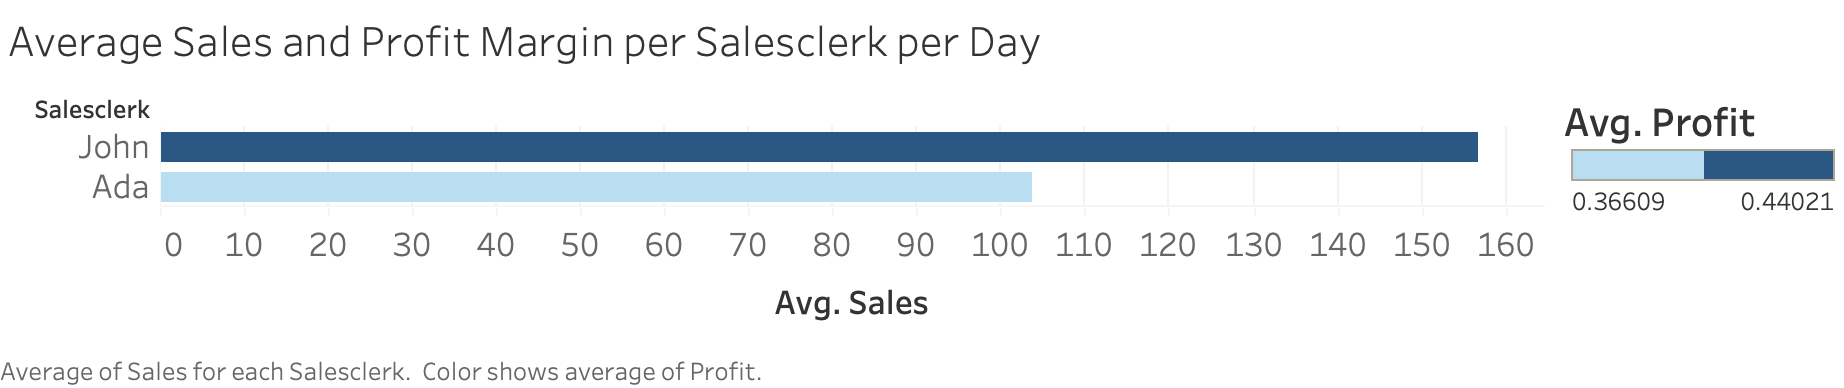 Average Sales and Profit Margin per Salesclerk per Day
Salesclerk
John
Ada
0 10 20 30 40 50 60 70 80 90 100 110 120 130 140 150 160
Avg. Sales
Avg. Profit
0.36609 0.44021
Average of Sales for each Salesclerk. Color shows average of Profit.